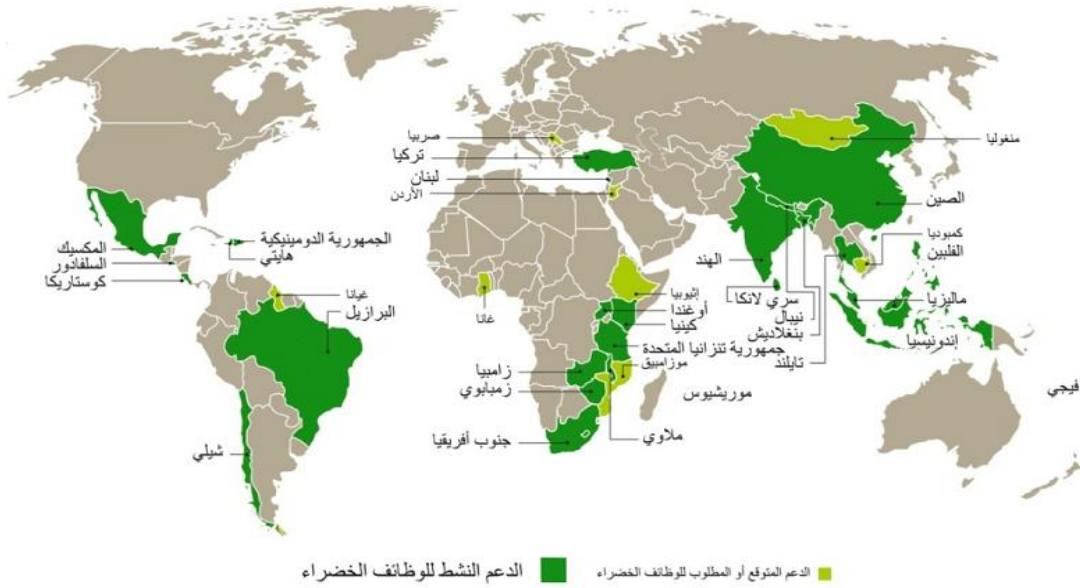 صربيا
تركيا
لبنان
الأردن
منغوليا
الصين
كمبوديا
الفلبين
الهند
ماليزيا
سري لانكا
نيبال
بنغلاديش
تايلند
إندونيسيا
فيجي
الجمهورية الدومينيكية
هايتي
المكسيك
السلفادور
كوستاريكا
غيانا
البرازيل
شيلي
غانا
إثيوبيا
أوغندا
كينيا
جمهورية تنزانيا المتحدة
موزامبيق
زامبيا
زمبابوي
موريشيوس
ملاوي
جنوب أفريقيا
الدعم المتوقع أو المطلوب للوظائف الخضراء
الدعم النشط للوظائف الخضراء